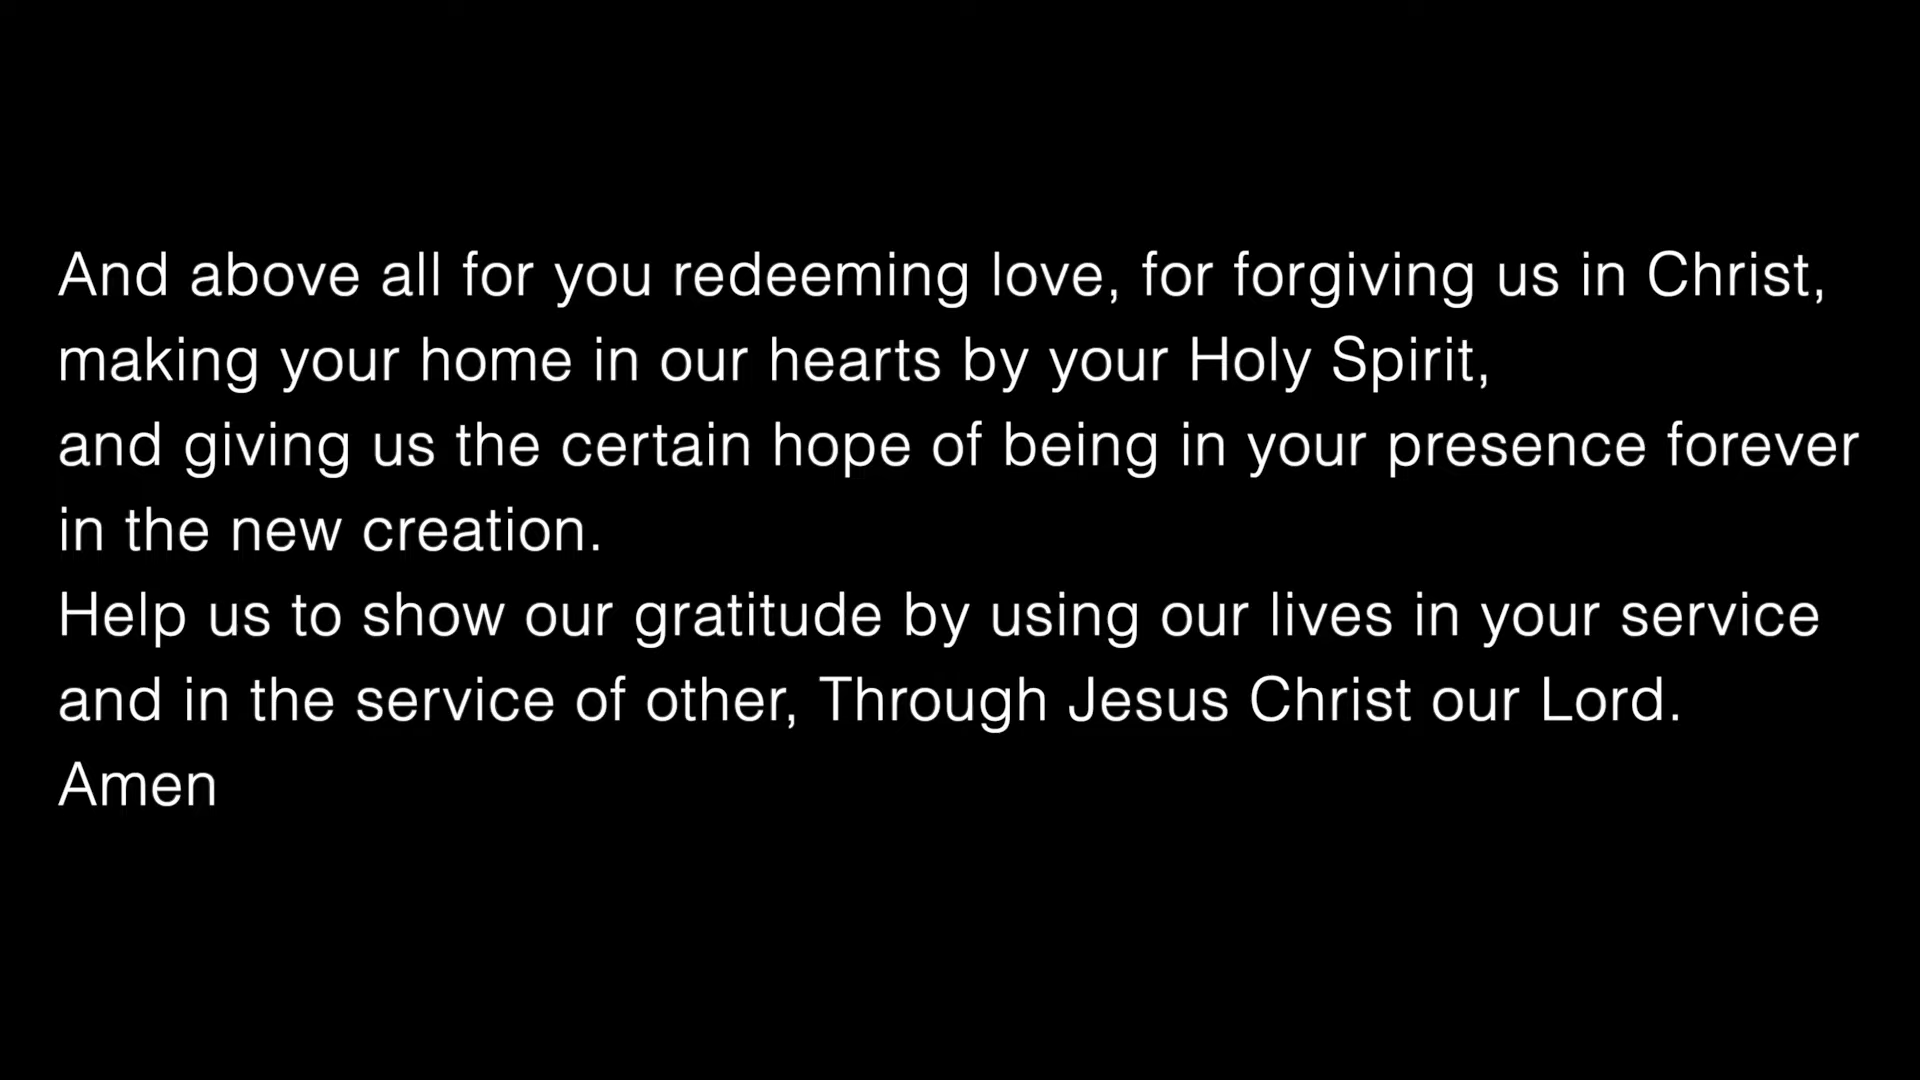 And above all for you redeeming love, for forgiving us in Christ,
making your home in our hearts by your Holy Spirit,
and giving us the certain hope of being in your presence forever
in the new creation.
Help us to show our gratitude by using our lives in your service
and in the service of other, Through Jesus Christ our Lord.
Amen